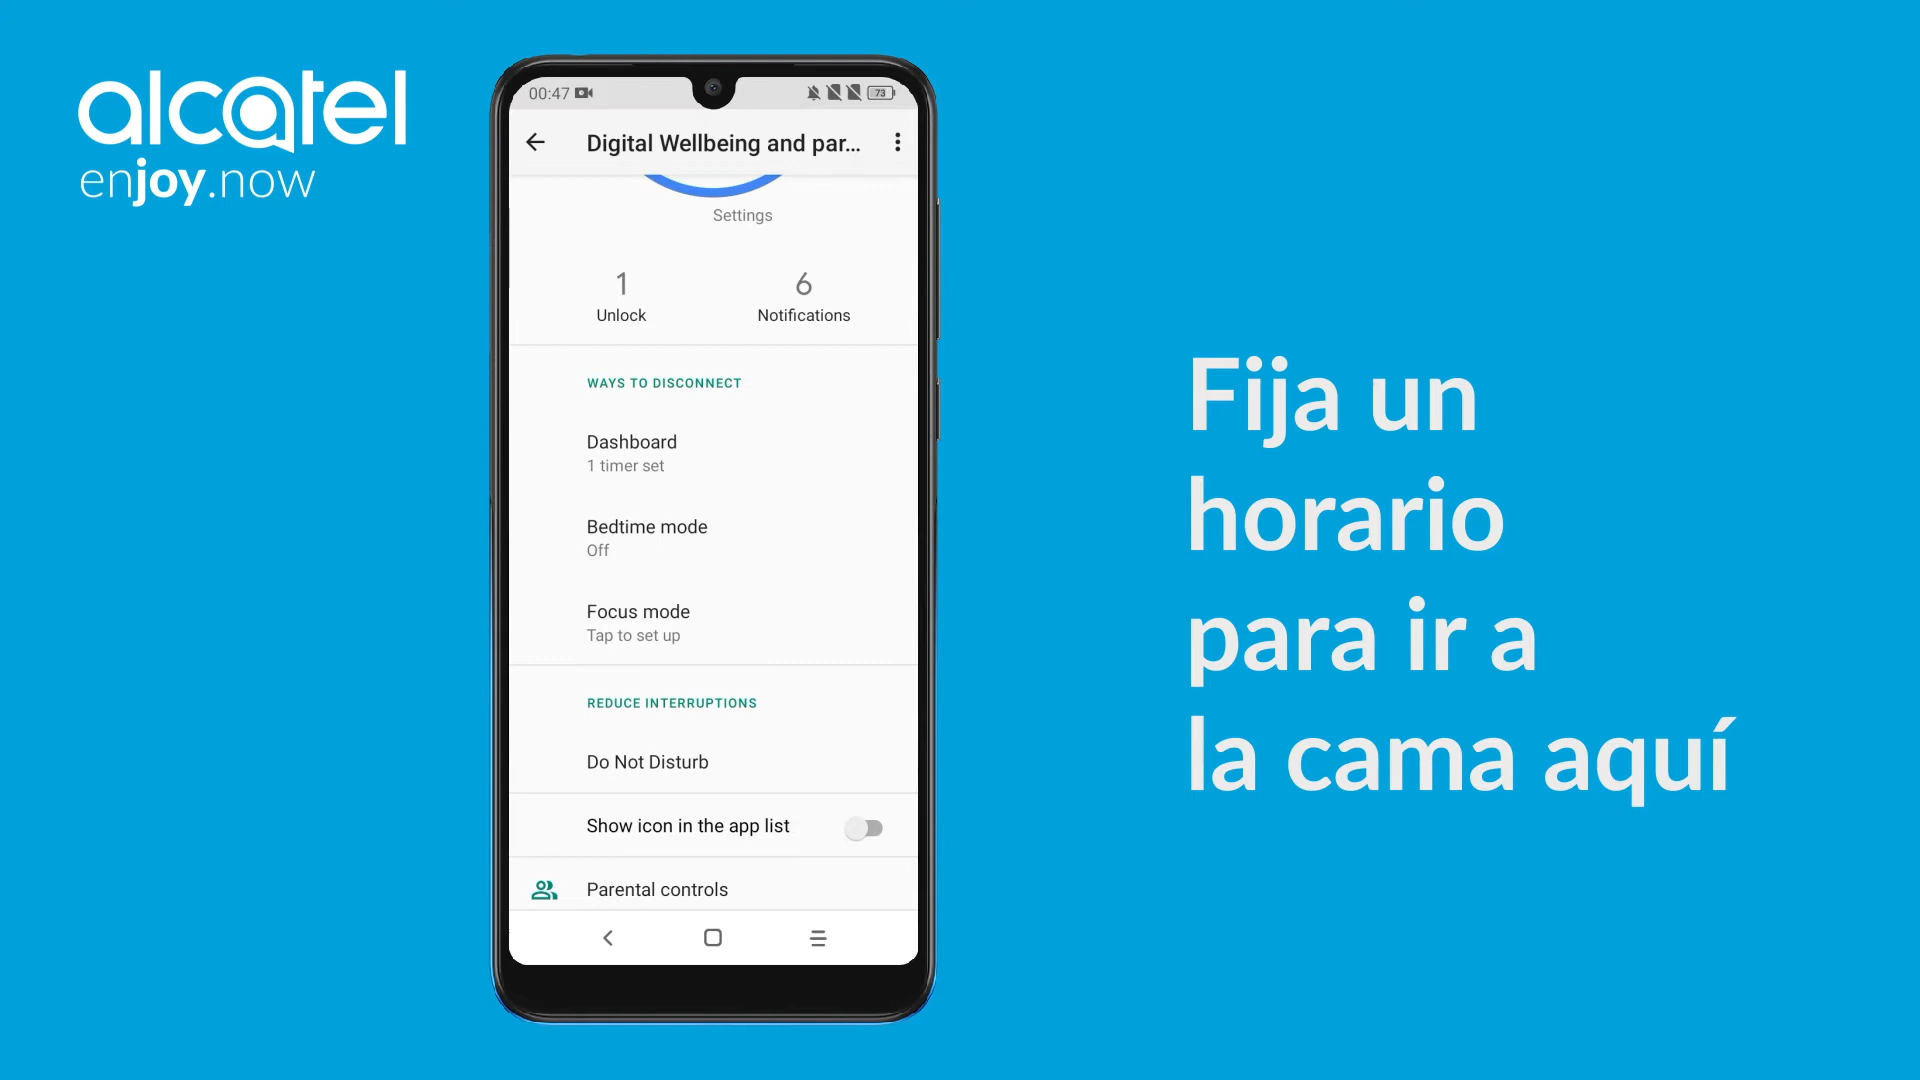 alcatel
enjoy.now
00:47
73
Digital Wellbeing and par...
Settings
1
Unlock
6
Notifications
WAYS TO DISCONNECT
Dashboard
1 timer set
Bedtime mode
Off
Focus mode
Tap to set up
REDUCE INTERRUPTIONS
Do Not Disturb
Show icon in the app list
Parental controls
Fija un
horario
para ir a
la cama aquí